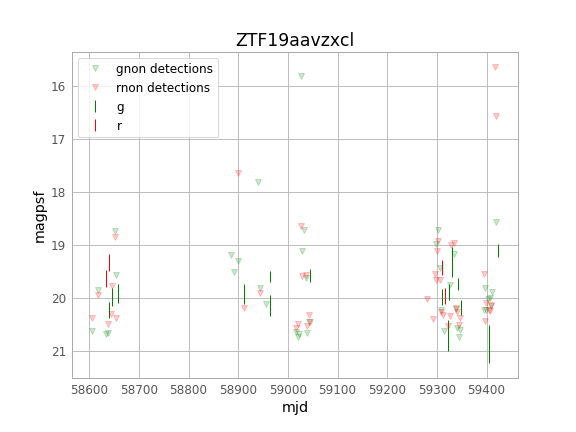 ZTF19aavzxcl
gnon detections
rnon detections
g
r
16
17
18
19
20
21
magpsf
58600 58700 58800 58900 59000 59100 59200 59300 59400
mjd